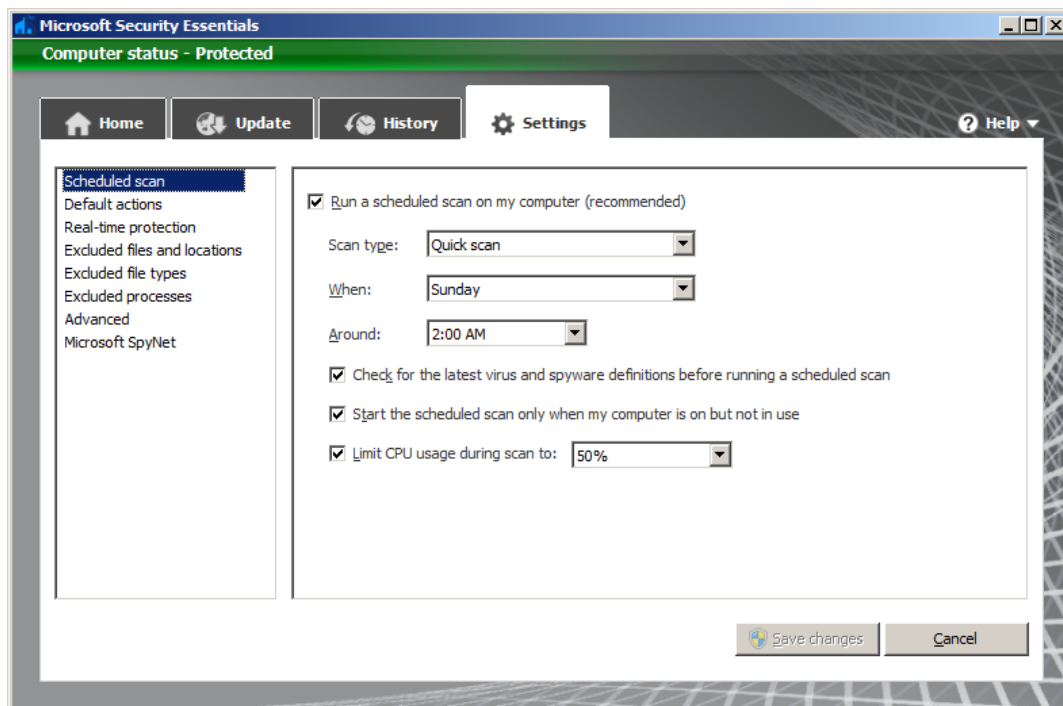 Microsoft Security Essentials
Computer status - Protected
Home Update History Settings Help
Scheduled scan
Default actions
Real-time protection
Excluded files and locations
Excluded file types
Excluded processes
Advanced
Microsoft SpyNet
Run a scheduled scan on my computer (recommended)
Scan type: Quick scan
When: Sunday
Around: 2:00 AM
Check for the latest virus and spyware definitions before running a scheduled scan
Start the scheduled scan only when my computer is on but not in use
Limit CPU usage during scan to: 50%
Save changes Cancel